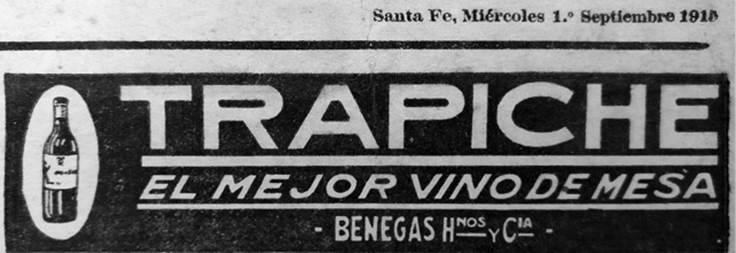 Santa Fe, Miércoles 1.º Septiembre 1915
TRAPICHE
EL MEJOR VINO DE MESA
- BENEGAS HNOS Y CIA -